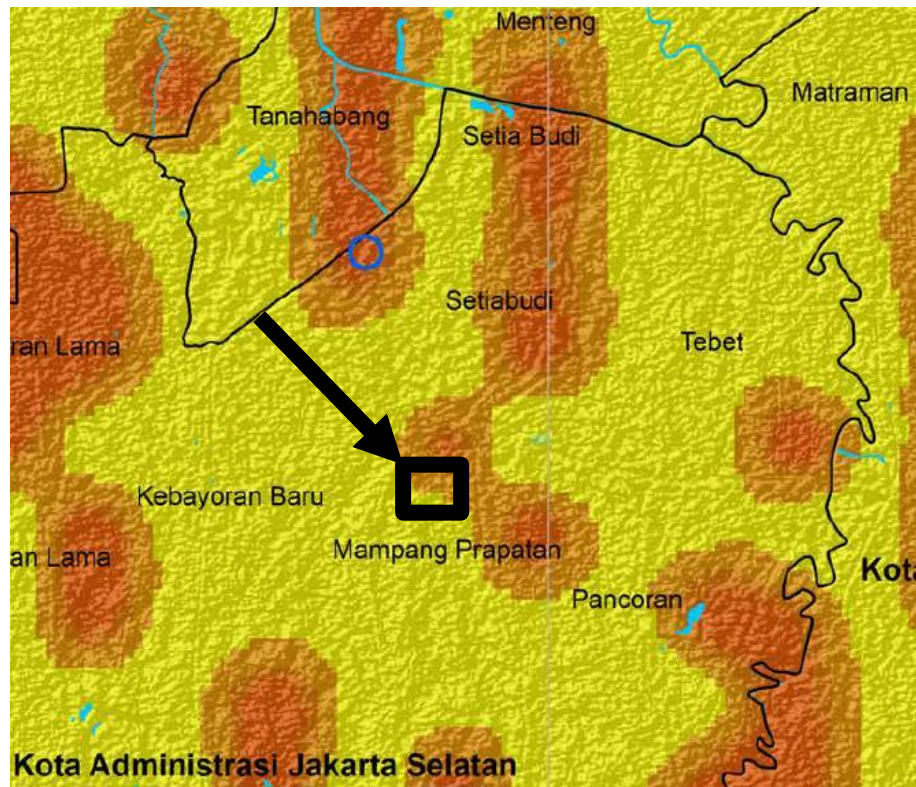 Menteng
Matraman
Tanahabang
Setia Budi
Setiabudi
Tebet
ran Lama
Kebayoran Baru
Mampang Prapatan
an Lama
Kota
Pancoran
Kota Administrasi Jakarta Selatan